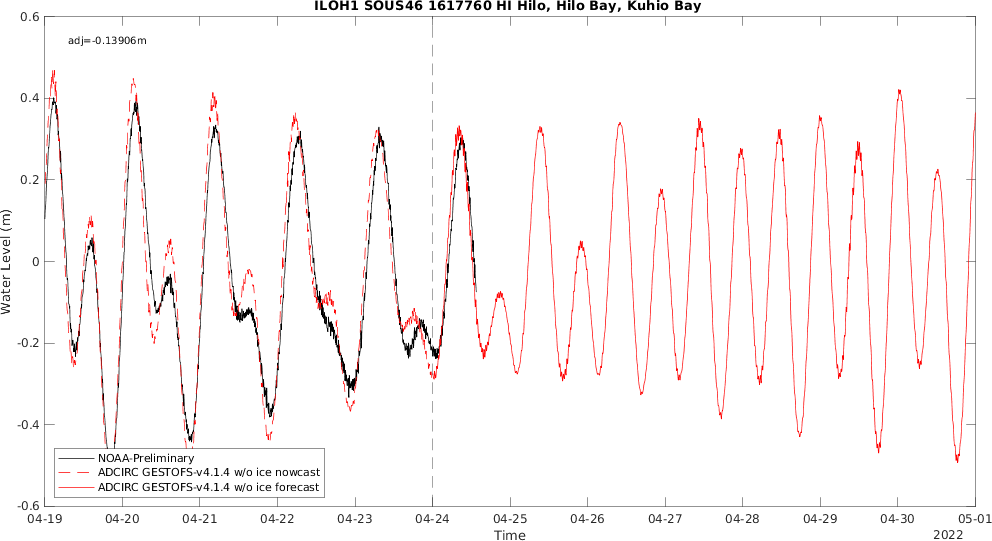 ILOH1 SOUS46 1617760 HI Hilo, Hilo Bay, Kuhio Bay
adj=-0.13906m
0.6
0.4
0.2
0
-0.2
-0.4
-0.6
Water Level (m)
NOAA-Preliminary
ADCIRC GESTOFS-v4.1.4 w/o ice nowcast
ADCIRC GESTOFS-v4.1.4 w/o ice forecast
04-19 04-20 04-21 04-22 04-23 04-24 04-25 04-26 04-27 04-28 04-29 04-30 05-01
Time
2022